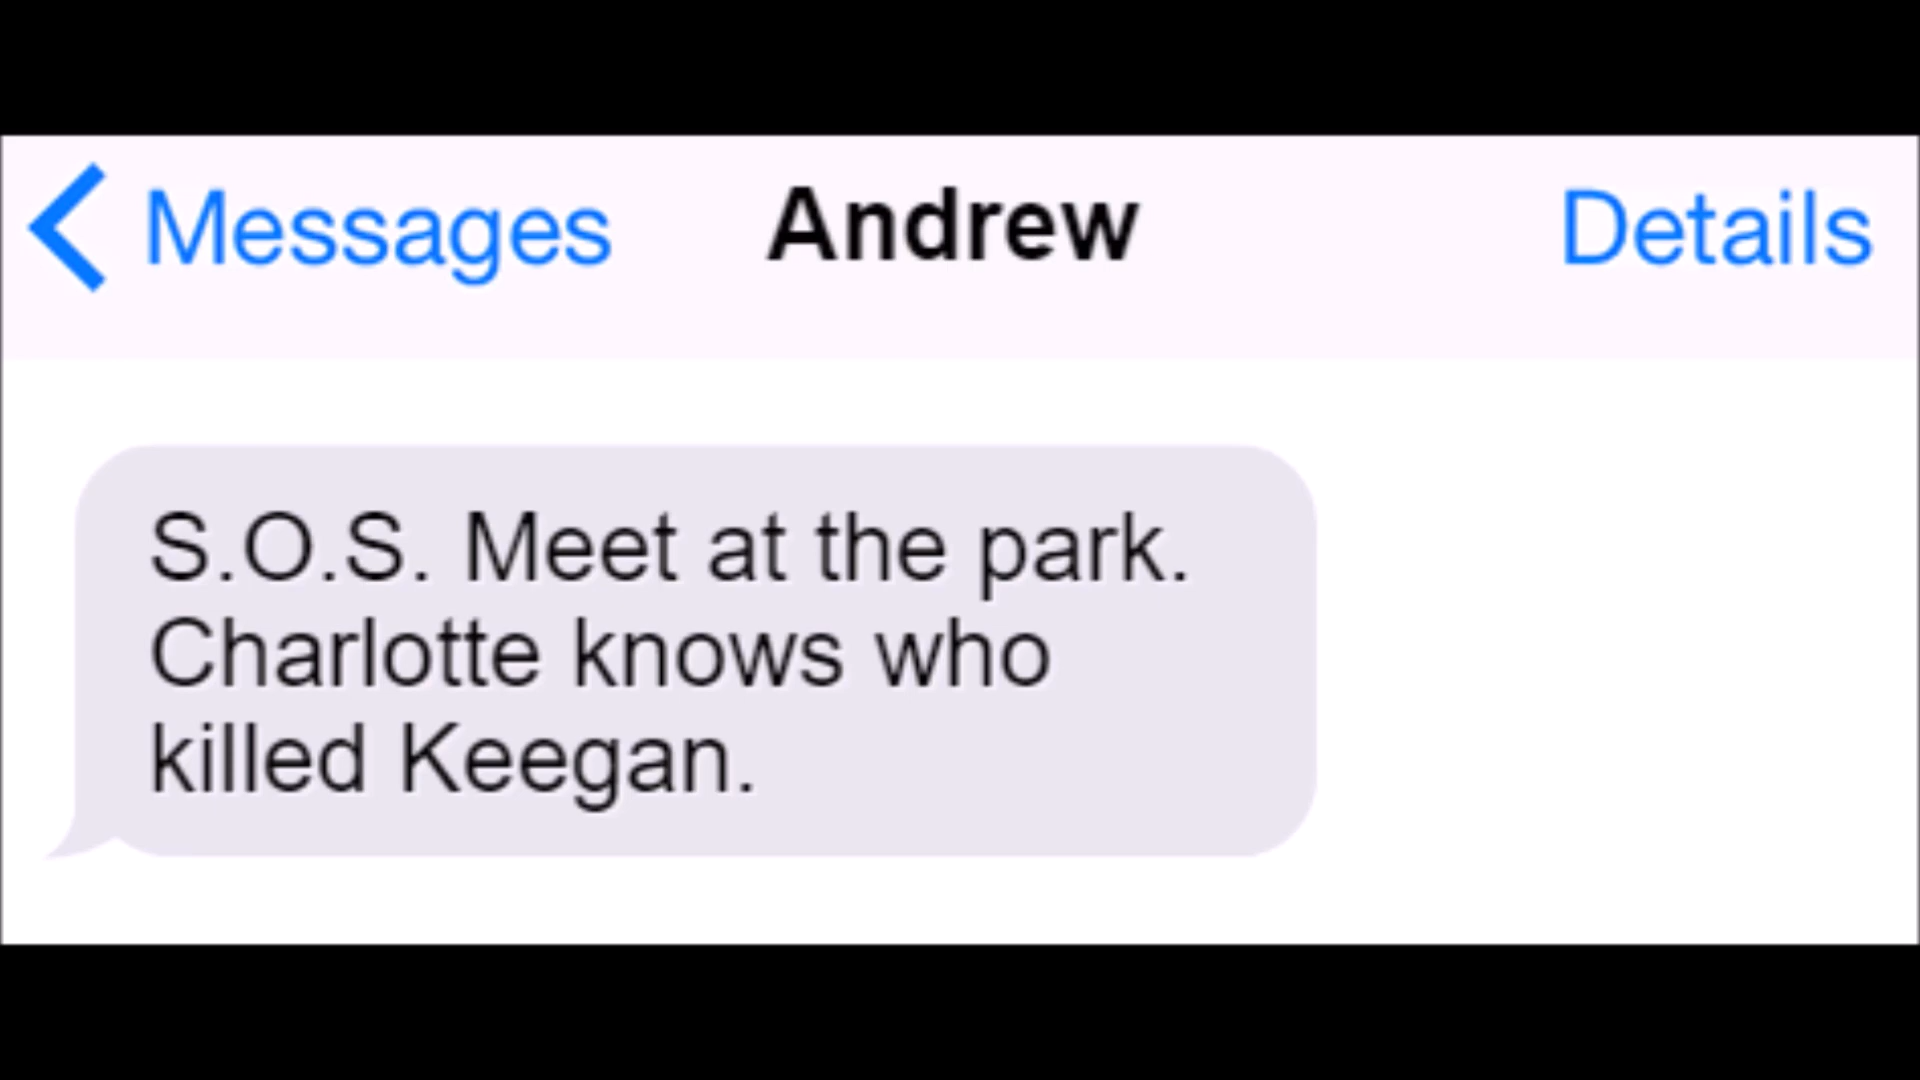 Messages Andrew Details
S.O.S. Meet at the park.
Charlotte knows who
killed Keegan.